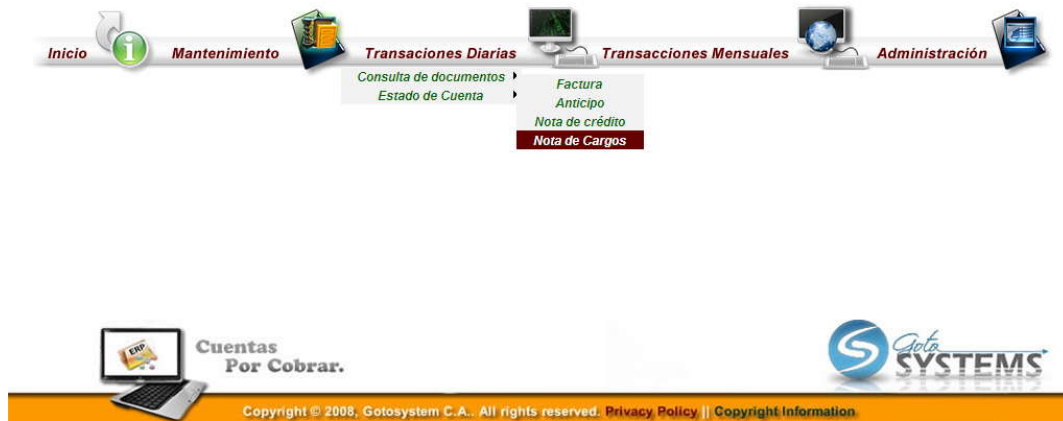 Inicio Mantenimiento Transaciones Diarias Transacciones Mensuales Administración
Consulta de documentos
Estado de Cuenta
Factura
Anticipo
Nota de crédito
Nota de Cargos
ERP
Cuentas
Por Cobrar.
Goto
SYSTEMS
Copyright © 2008, Gotosystem C.A.. All rights reserved. Privacy Policy || Copyright Information